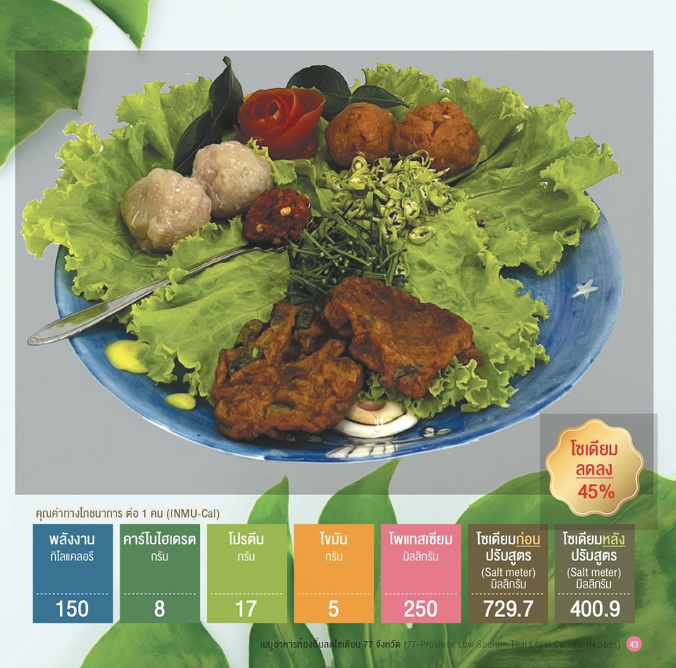 โซเดียม
ลดลง
45%
คุณค่าทางโภชนาการ ต่อ 1 คน (INMU-Cal)
พลังงาน
กิโลแคลอรี
150
คาร์โบไฮเดรต
กรัม
8
โปรตีน
กรัม
17
ไขมัน
กรัม
5
โพแทสเซียม
มิลลิกรัม
250
โซเดียมก่อน
ปรับสูตร
(Salt meter)
มิลลิกรัม
729.7
โซเดียมหลัง
ปรับสูตร
(Salt meter)
มิลลิกรัม
400.9
เมนูอาหารท้องถิ่นลดโซเดียม 77 จังหวัด (77-Province Low Sodium Thai Local Cuisine Recipes) 43